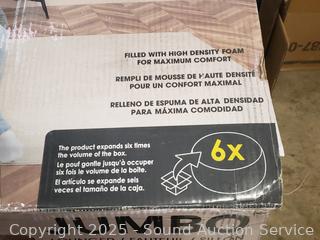 FILLED WITH HIGH DENSITY FOAM
FOR MAXIMUM COMFORT
REMPLI DE MOUSSE DE HAUTE DENSITÉ
POUR UN CONFORT MAXIMAL
RELLENO DE ESPUMA DE ALTA DENSIDAD
PARA MÁXIMA COMODIDAD
The product expands six times
the volume of the box.
Le pouf gonfle jusqu'à occuper
six fois le volume de la boîte.
El artículo se expande seis
veces el tamaño de la caja.
6x
JUMBO
Copyright 2025 - Sound Auction Service